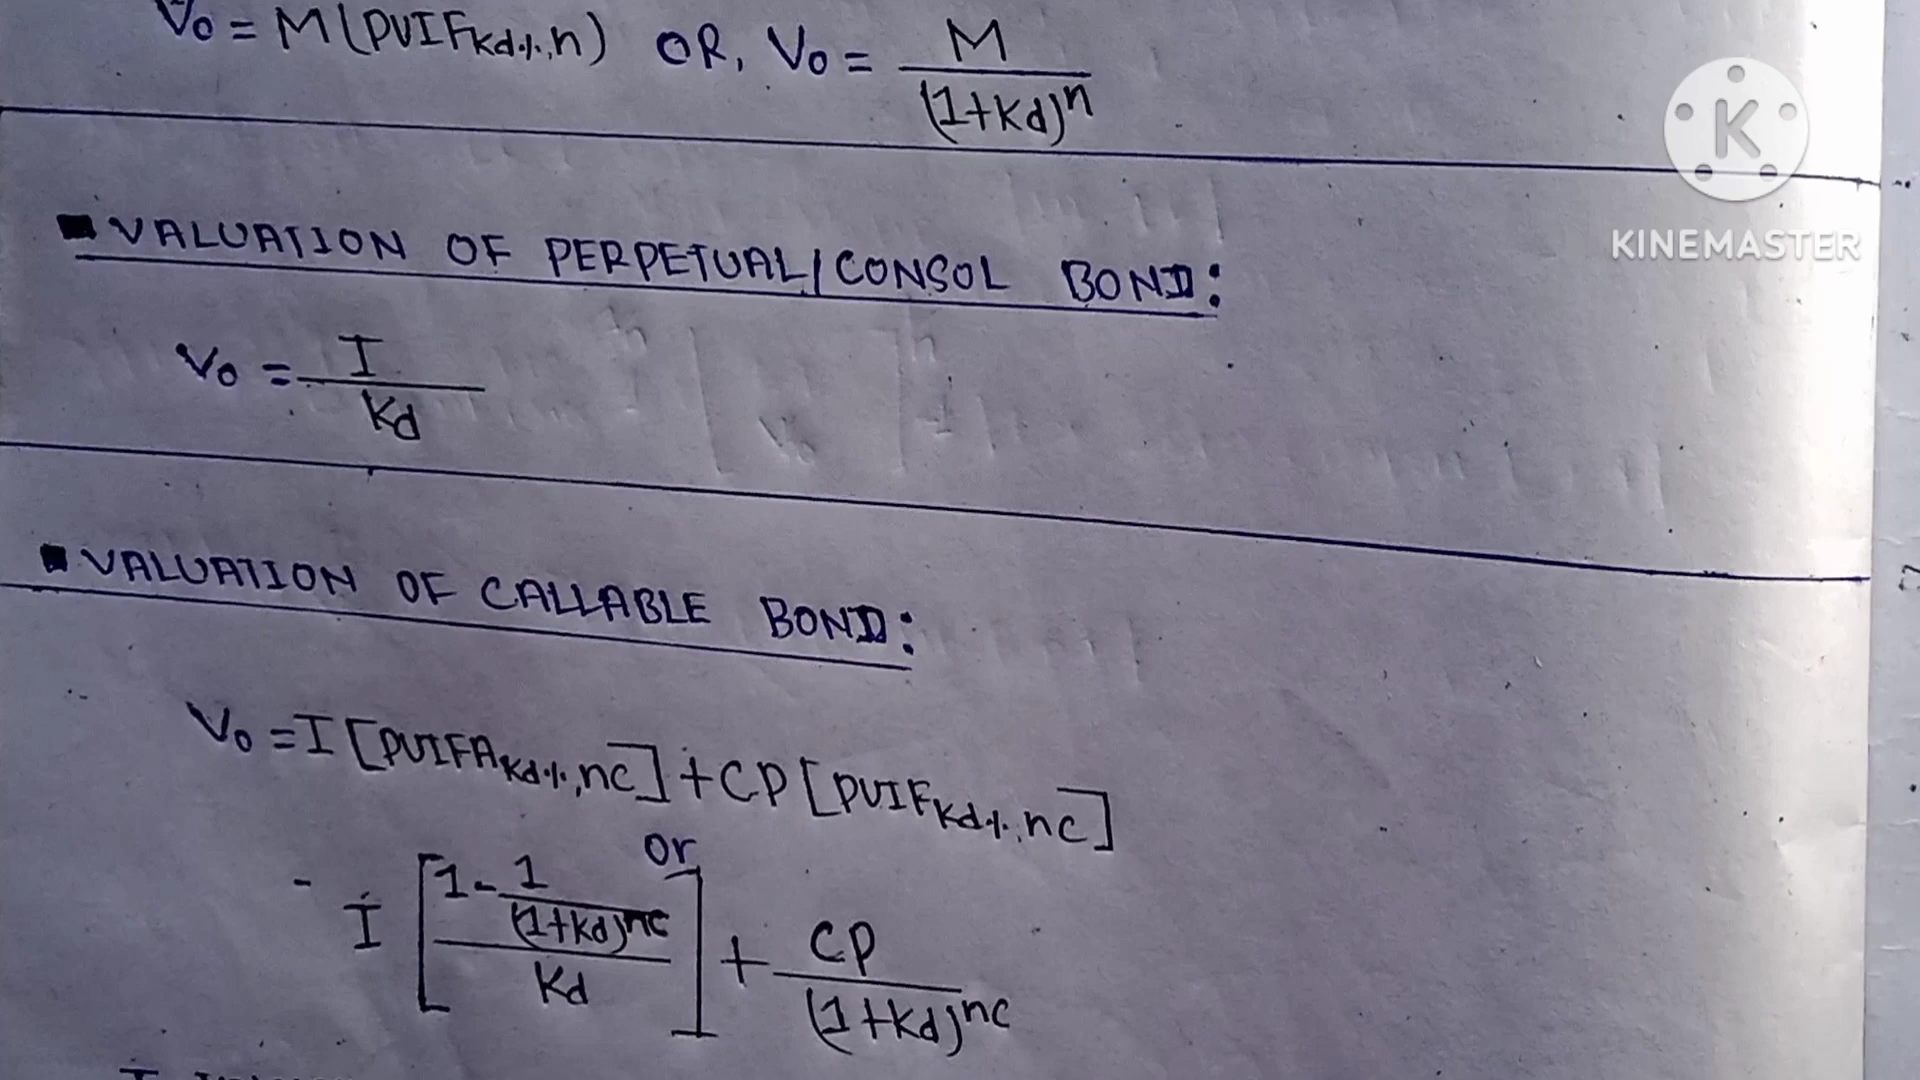 V₀ = M(PVIFkd%,n) OR, V₀ = M/(1+kd)ⁿ
K
KINEMASTER
■ VALUATION OF PERPETUAL/CONSOL BOND:
V₀ = I/kd
■ VALUATION OF CALLABLE BOND:
V₀ = I [PVIFAkd%,nc] + CP [PVIFkd%,nc]
or
I [(1 - 1/(1+kd)^nc)/kd] + CP/(1+kd)^nc